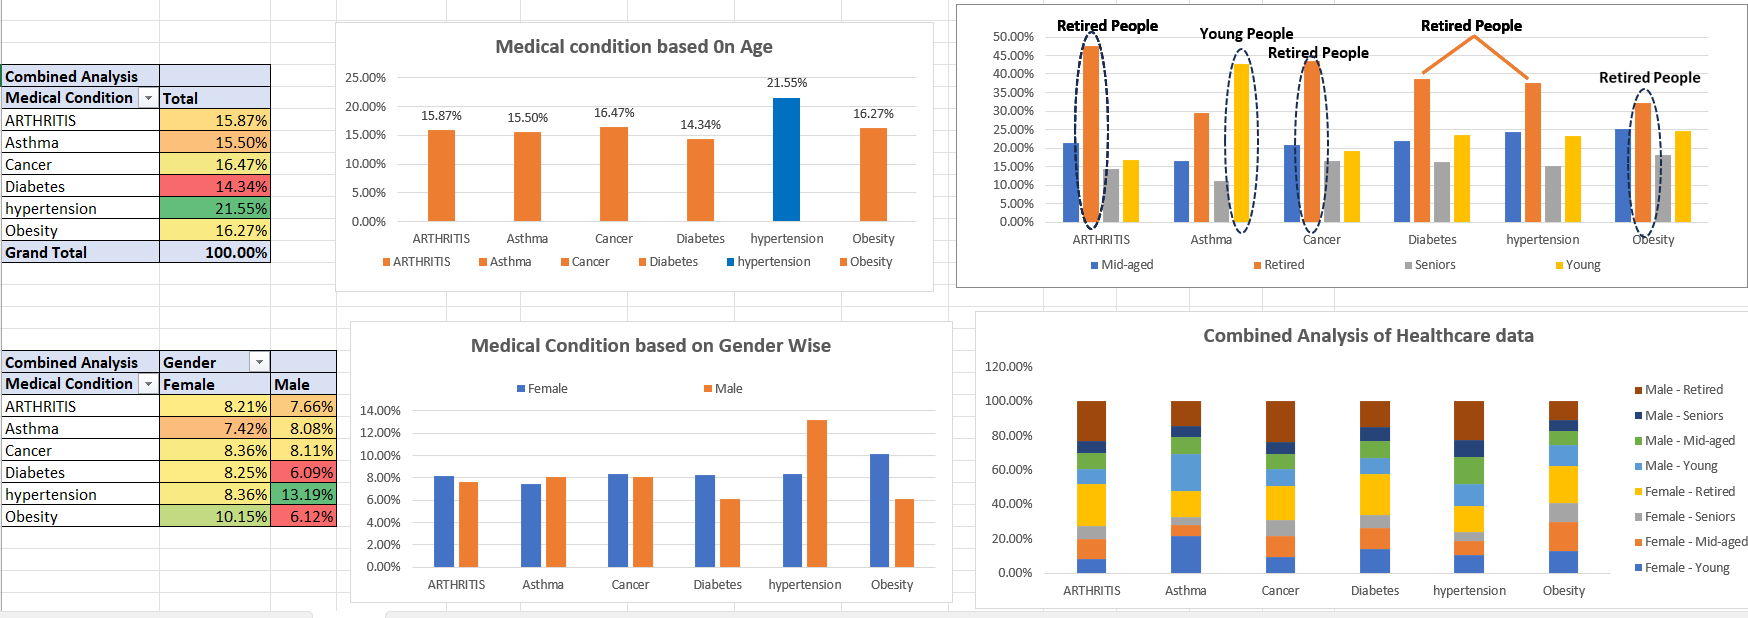 Combined Analysis
Medical Condition Total
ARTHRITIS 15.87%
Asthma 15.50%
Cancer 16.47%
Diabetes 14.34%
hypertension 21.55%
Obesity 16.27%
Grand Total 100.00%
Medical condition based 0n Age
25.00%
20.00%
15.00%
10.00%
5.00%
0.00%
15.87%
15.50%
16.47%
14.34%
21.55%
16.27%
ARTHRITIS Asthma Cancer Diabetes hypertension Obesity
ARTHRITIS Asthma Cancer Diabetes hypertension Obesity
Retired People
Young People
Retired People
Retired People
Retired People
50.00%
45.00%
40.00%
35.00%
30.00%
25.00%
20.00%
15.00%
10.00%
5.00%
0.00%
ARTHRITIS Asthma Cancer Diabetes hypertension Obesity
Mid-aged Retired Seniors Young
Combined Analysis Gender
Medical Condition Female Male
ARTHRITIS 8.21% 7.66%
Asthma 7.42% 8.08%
Cancer 8.36% 8.11%
Diabetes 8.25% 6.09%
hypertension 8.36% 13.19%
Obesity 10.15% 6.12%
Medical Condition based on Gender Wise
Female Male
14.00%
12.00%
10.00%
8.00%
6.00%
4.00%
2.00%
0.00%
ARTHRITIS Asthma Cancer Diabetes hypertension Obesity
Combined Analysis of Healthcare data
120.00%
100.00%
80.00%
60.00%
40.00%
20.00%
0.00%
ARTHRITIS Asthma Cancer Diabetes hypertension Obesity
Male - Retired
Male - Seniors
Male - Mid-aged
Male - Young
Female - Retired
Female - Seniors
Female - Mid-aged
Female - Young